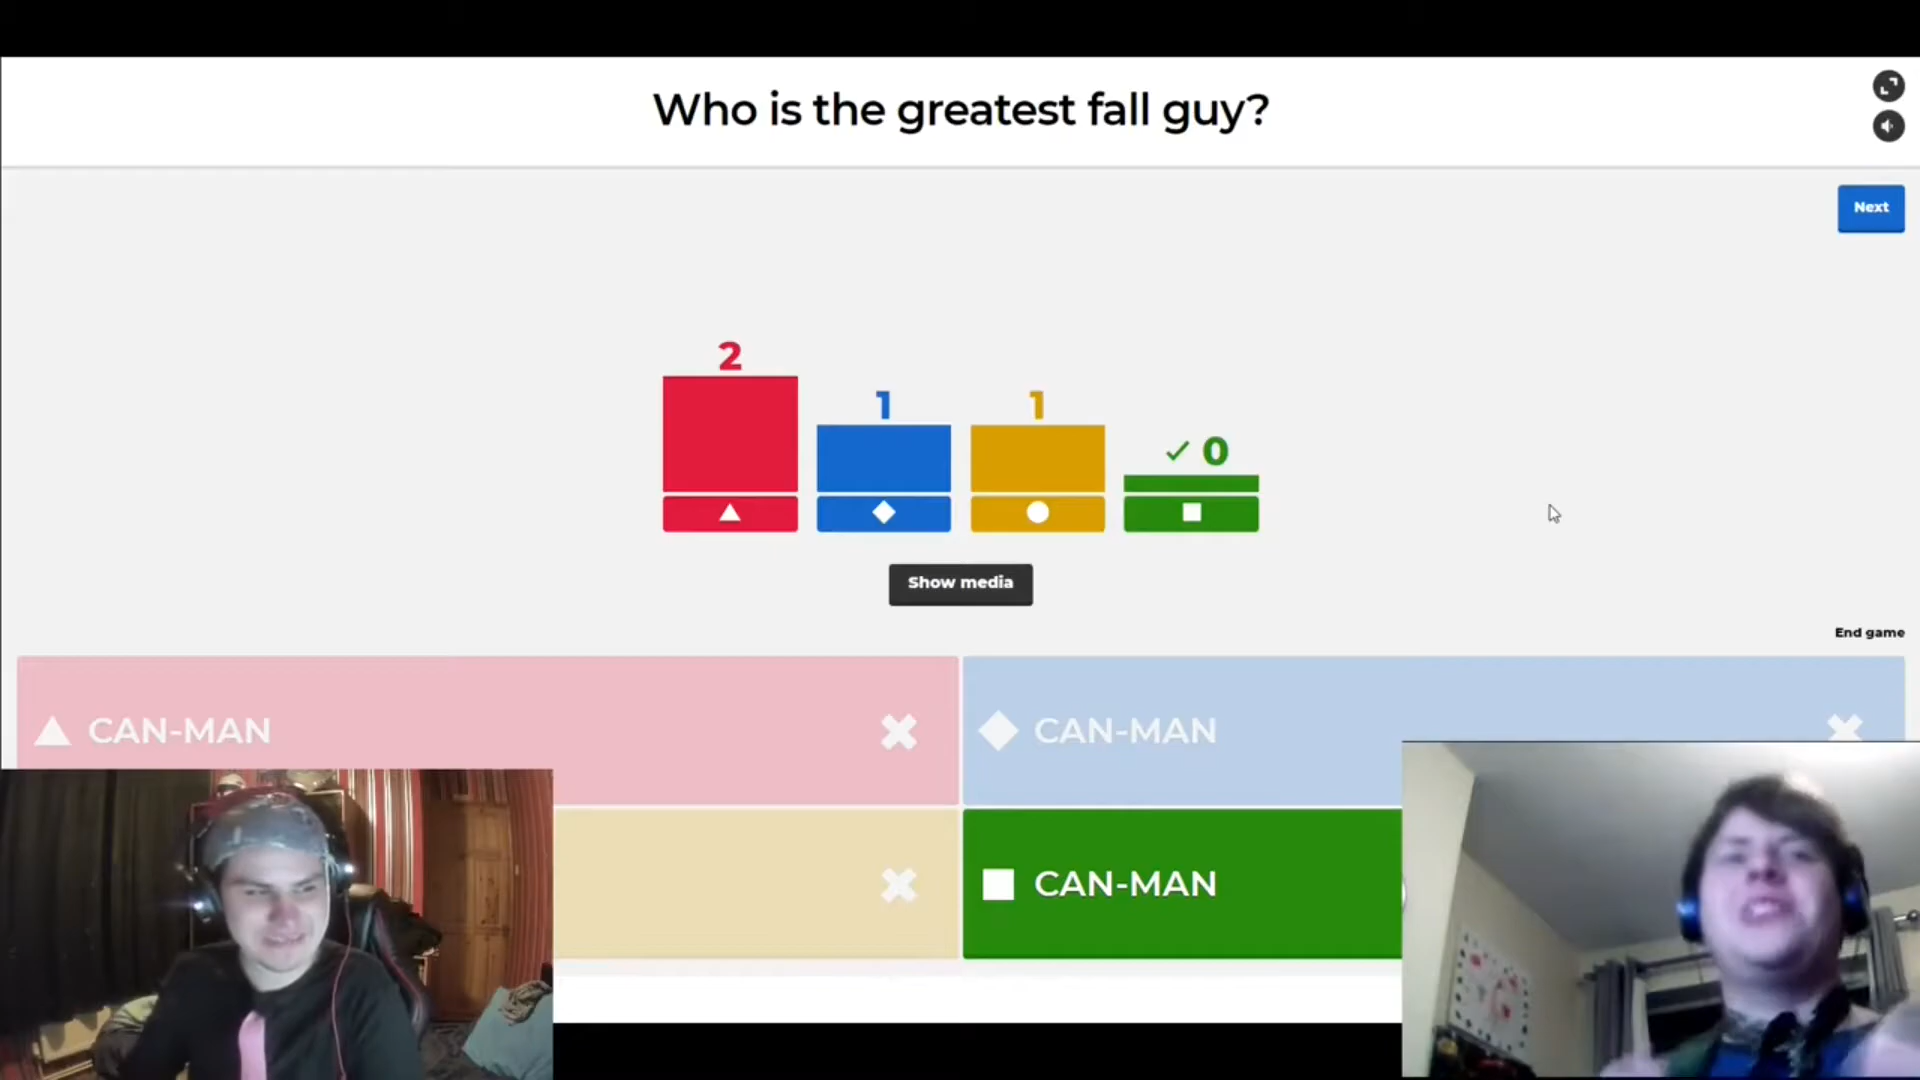 Who is the greatest fall guy?
Next
2
1
1
0
Show media
End game
CAN-MAN
CAN-MAN
CAN-MAN